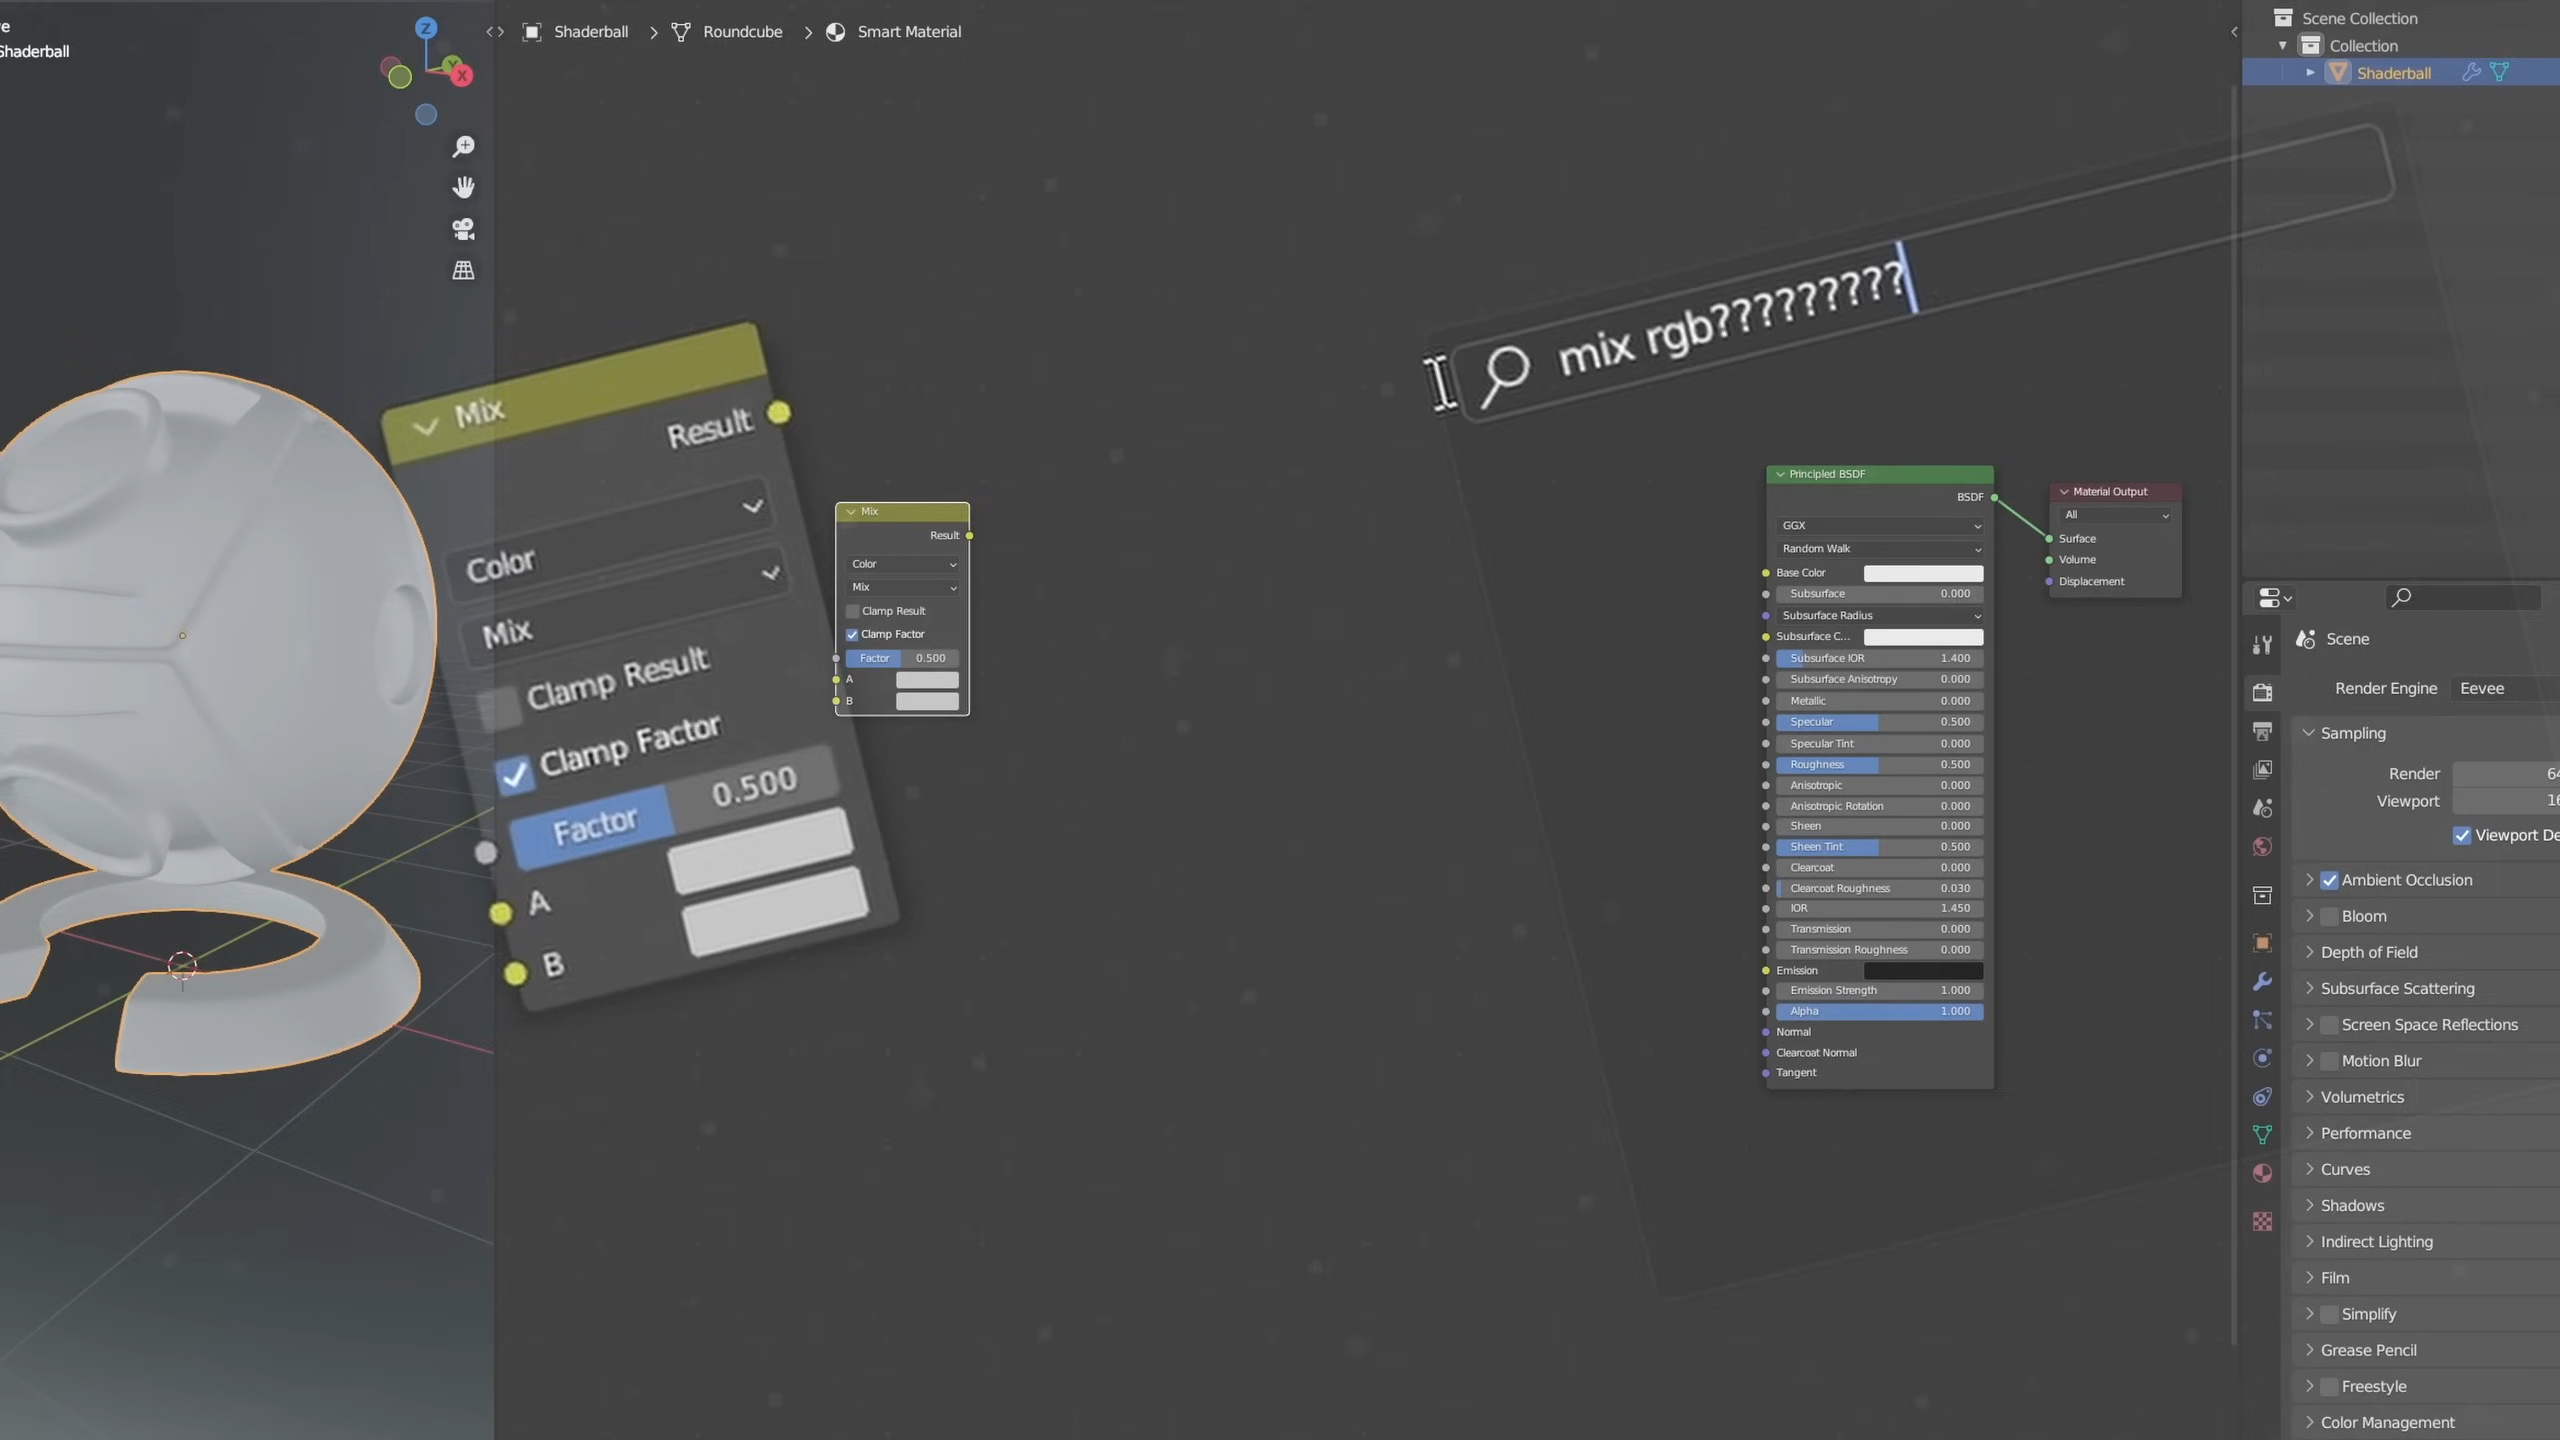 Shaderball
Z
Y
X
Shaderball
Roundcube
Smart Material
Scene Collection
Collection
Shaderball
mix rgb?????????
Mix
Result
Color
Mix
Clamp Result
Clamp Factor
Factor 0.500
A
B
Mix
Result
Color
Mix
Clamp Result
Clamp Factor
Factor 0.500
A
B
Principled BSDF
BSDF
GGX
Random Walk
Base Color
Subsurface 0.000
Subsurface Radius
Subsurface C...
Subsurface IOR 1.400
Subsurface Anisotropy 0.000
Metallic 0.000
Specular 0.500
Specular Tint 0.000
Roughness 0.500
Anisotropic 0.000
Anisotropic Rotation 0.000
Sheen 0.000
Sheen Tint 0.500
Clearcoat 0.000
Clearcoat Roughness 0.030
IOR 1.450
Transmission 0.000
Transmission Roughness 0.000
Emission
Emission Strength 1.000
Alpha 1.000
Normal
Clearcoat Normal
Tangent
Material Output
All
Surface
Volume
Displacement
Scene
Render Engine Eevee
Sampling
Render 64
Viewport 16
Viewport De
Ambient Occlusion
Bloom
Depth of Field
Subsurface Scattering
Screen Space Reflections
Motion Blur
Volumetrics
Performance
Curves
Shadows
Indirect Lighting
Film
Simplify
Grease Pencil
Freestyle
Color Management